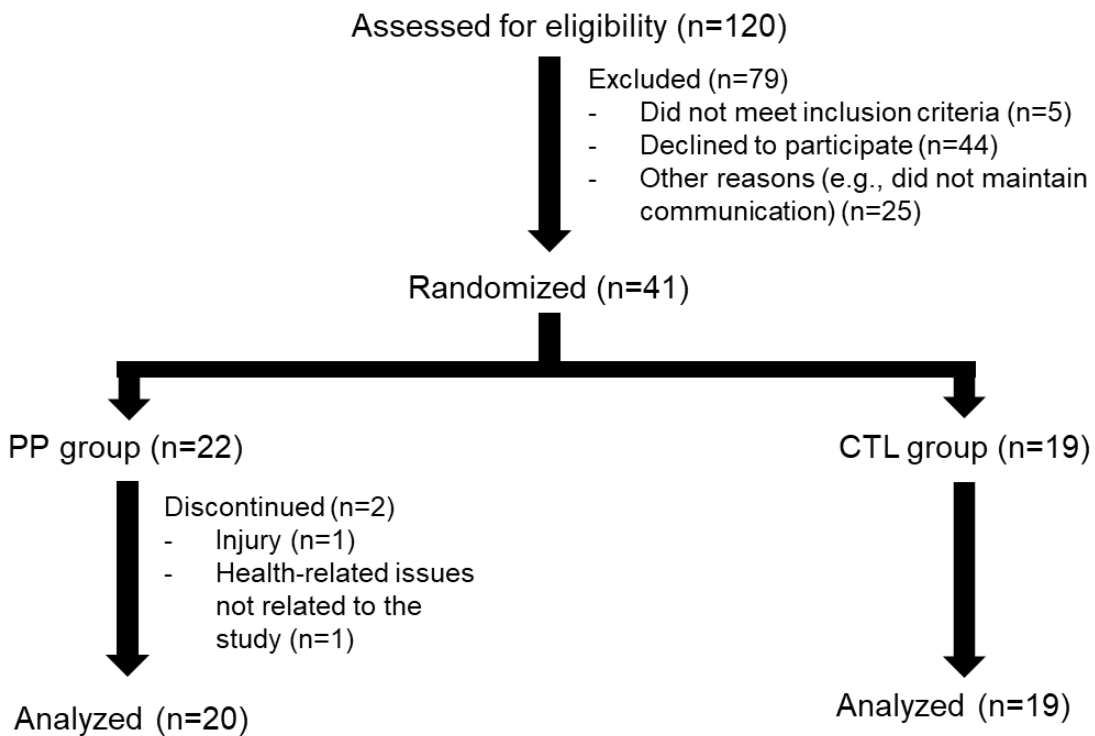 Assessed for eligibility (n=120)
Excluded (n=79)
- Did not meet inclusion criteria (n=5)
- Declined to participate (n=44)
- Other reasons (e.g., did not maintain
communication) (n=25)
Randomized (n=41)
PP group (n=22)
CTL group (n=19)
Discontinued (n=2)
- Injury (n=1)
- Health-related issues
not related to the
study (n=1)
Analyzed (n=20)
Analyzed (n=19)